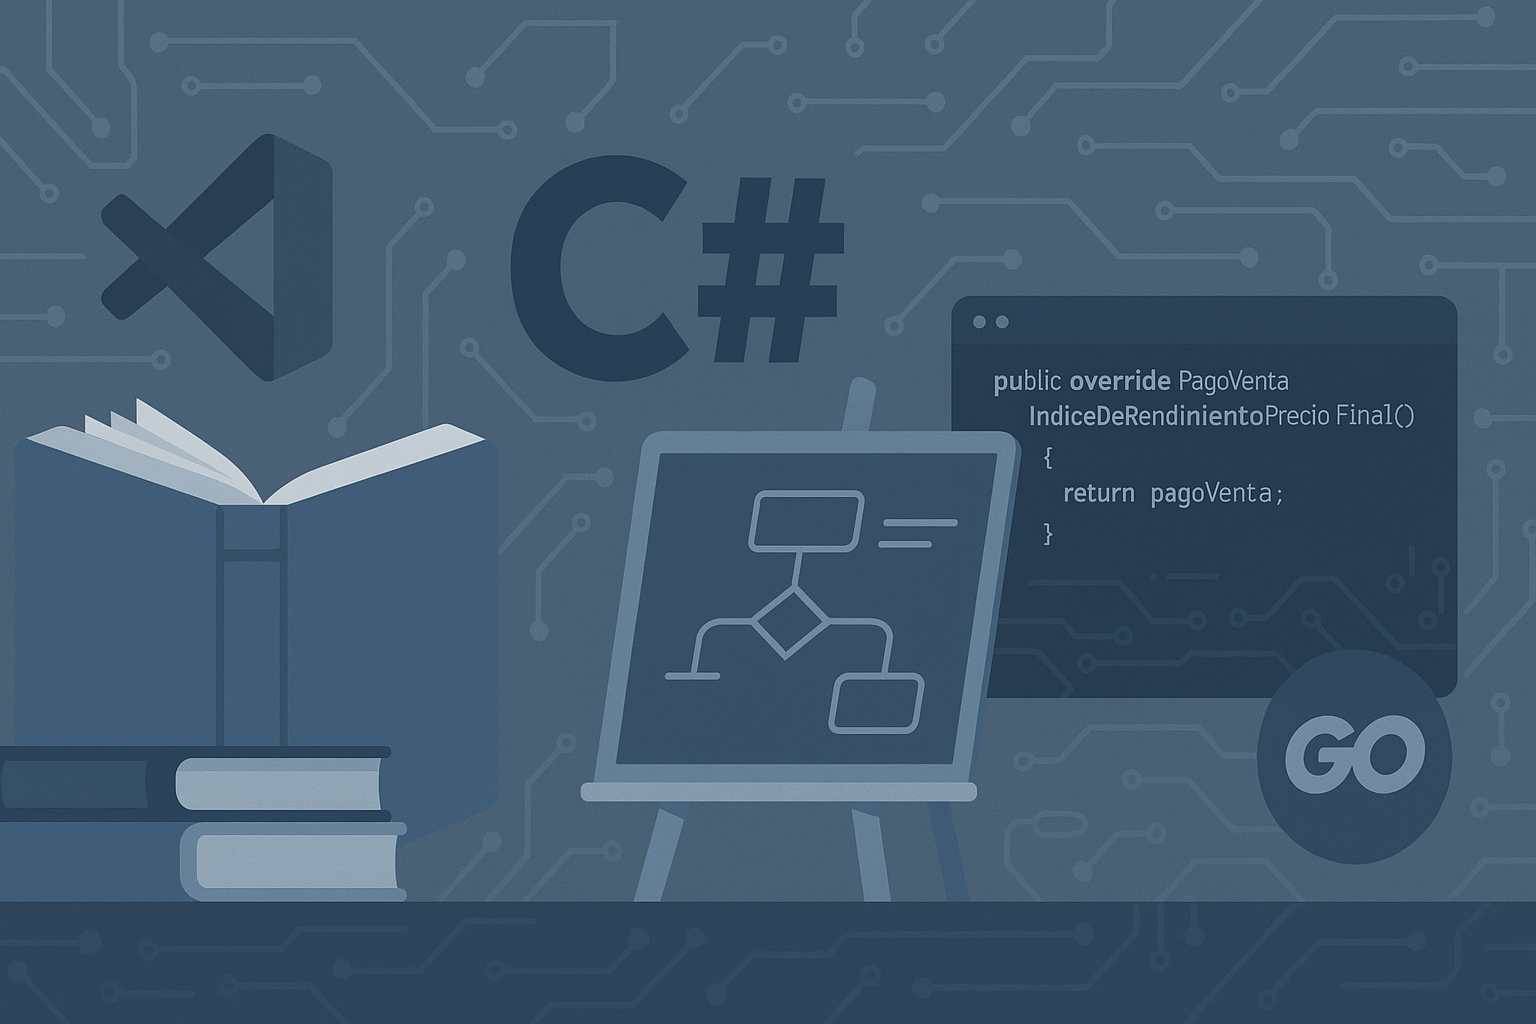 C#
public override PagoVenta
IndiceDeRendinientoPrecio Final()
{
return pagoVenta;
}
GO